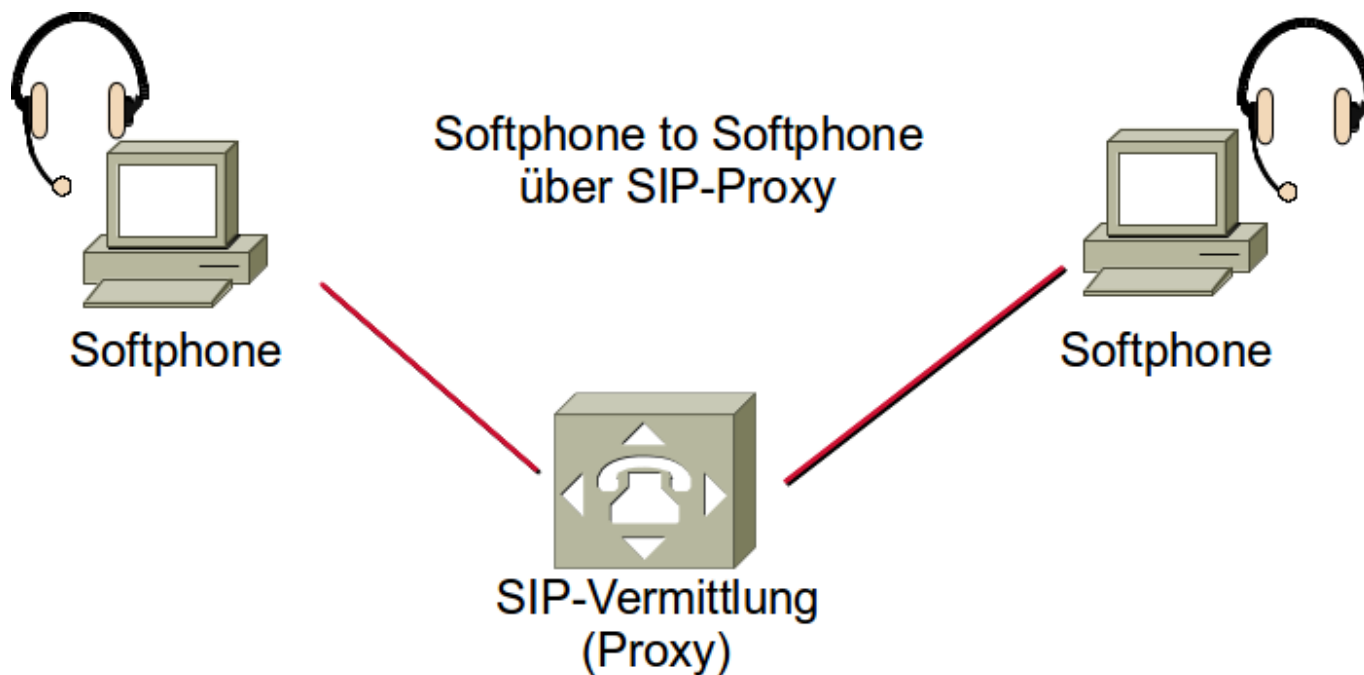 Softphone to Softphone
über SIP-Proxy
Softphone
Softphone
SIP-Vermittlung
(Proxy)